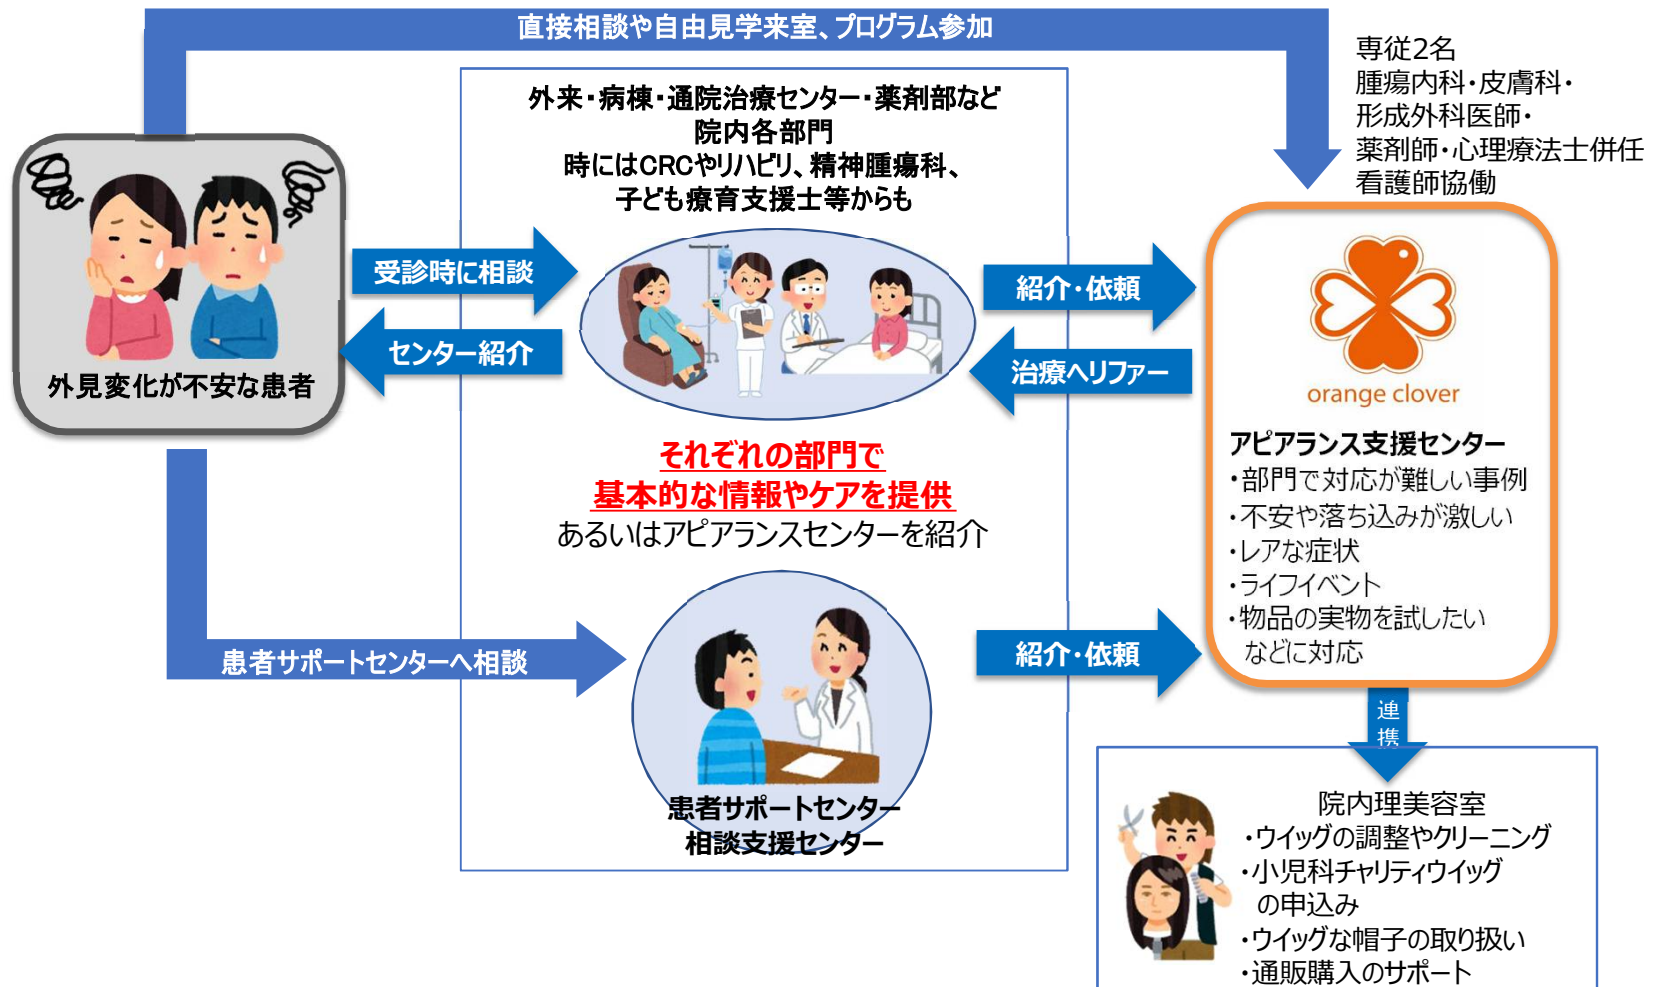 直接相談や自由見学来室、プログラム参加
専従2名
腫瘍内科・皮膚科・
形成外科医師・
薬剤師・心理療法士併任
看護師協働
外来・病棟・通院治療センター・薬剤部など
院内各部門
時にはCRCやリハビリ、精神腫瘍科、
子ども療育支援士等からも
受診時に相談
センター紹介
外見変化が不安な患者
紹介・依頼
治療へリファー
それぞれの部門で
基本的な情報やケアを提供
あるいはアピアランスセンターを紹介
orange clover
アピアランス支援センター
・部門で対応が難しい事例
・不安や落ち込みが激しい
・レアな症状
・ライフイベント
・物品の実物を試したい
などに対応
患者サポートセンターへ相談
紹介・依頼
患者サポートセンター
相談支援センター
連
携
院内理美容室
・ウイッグの調整やクリーニング
・小児科チャリティウイッグ
の申込み
・ウイッグな帽子の取り扱い
・通販購入のサポート